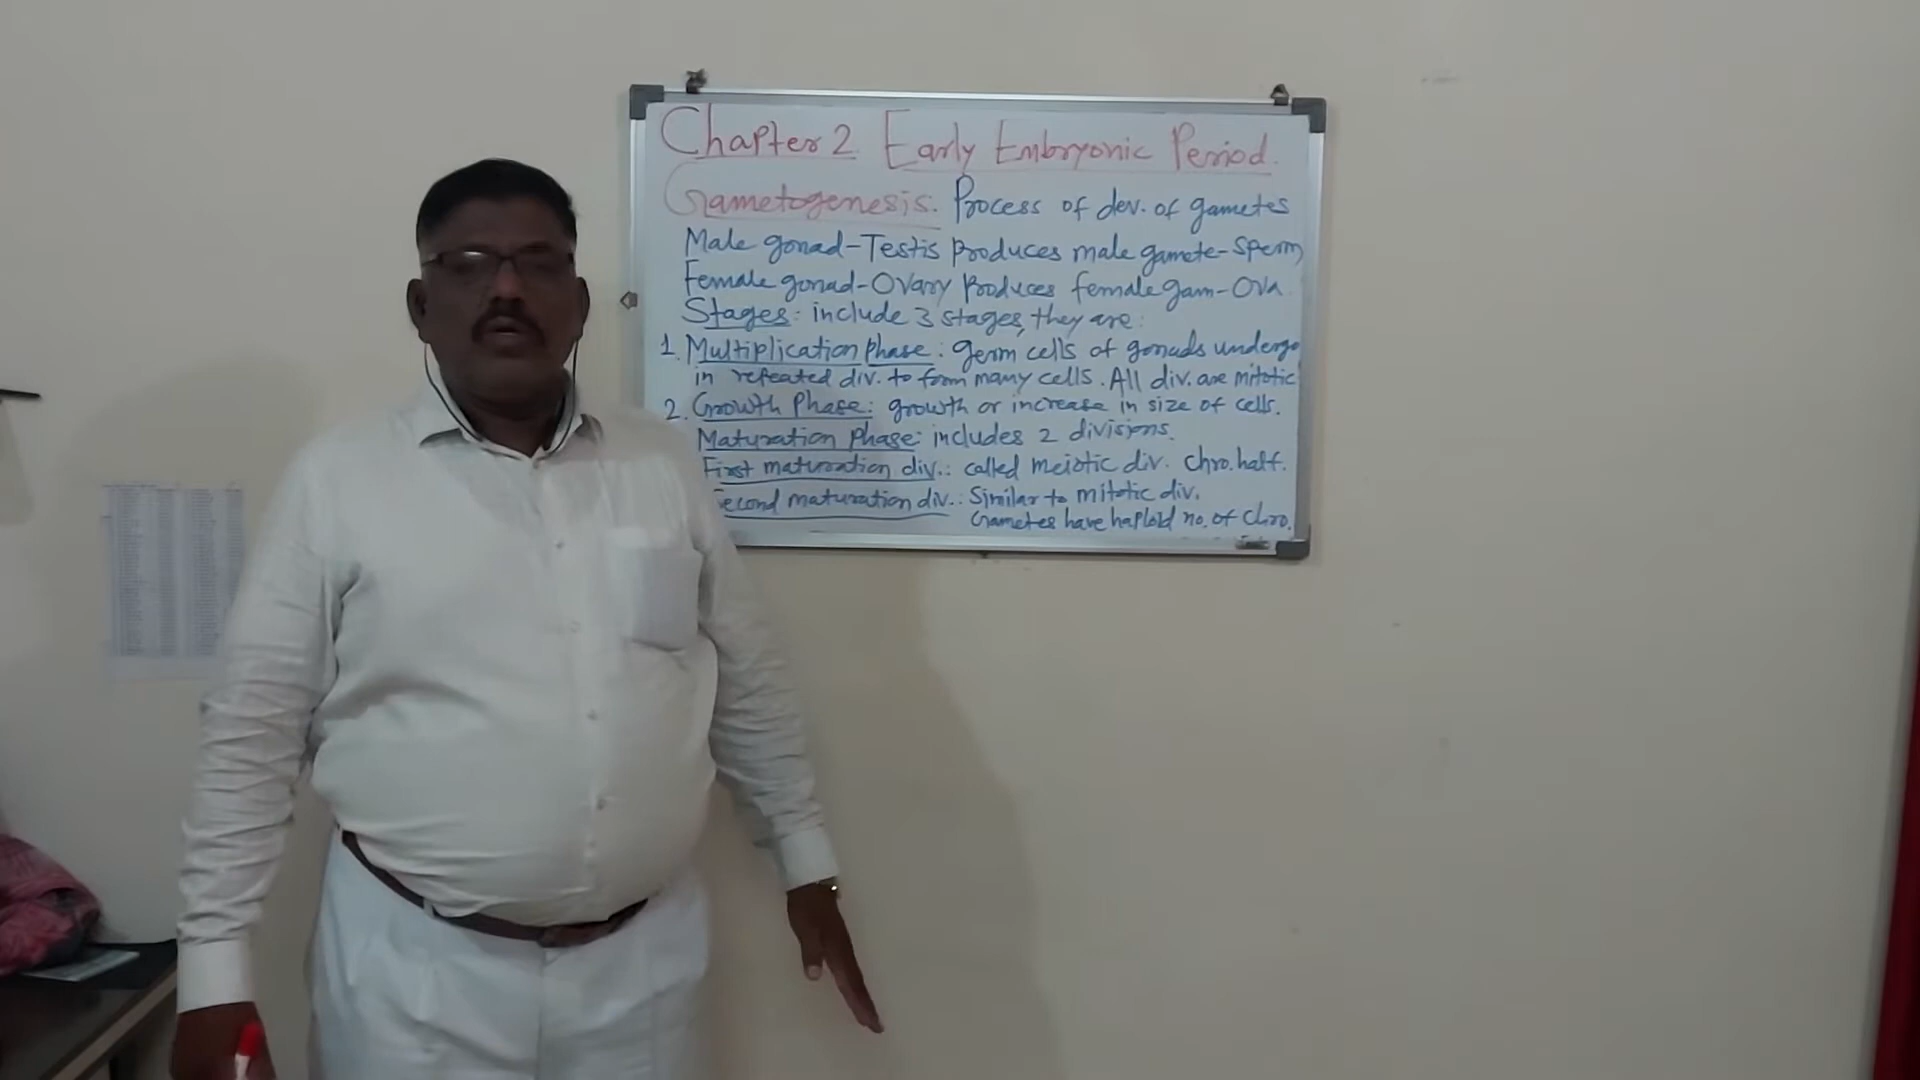 Chapter 2 Early Embryonic Period.
Gametogenesis: Process of dev. of gametes
Male gonad-Testis produces male gamete-sperm,
Female gonad-Ovary produces female gam-Ova
Stages: include 3 stages, they are:
1. Multiplication phase: germ cells of gonads undergo
in repeated div. to form many cells. All div. are mitotic
2. Growth Phase: growth or increase in size of cells.
Maturation phase: includes 2 divisions.
First maturation div.: called meiotic div. chro. half.
Second maturation div.: Similar to mitotic div.
Gametes have haploid no. of Chro.